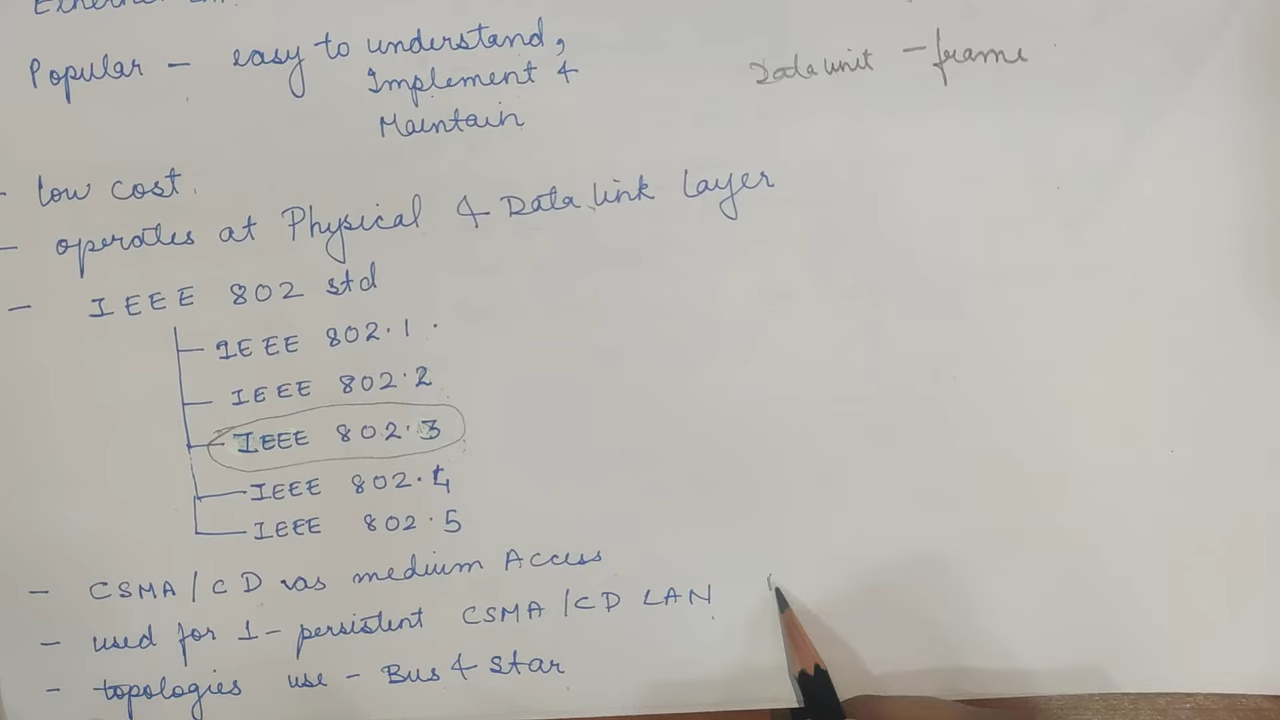 Popular - easy to understand,
Implement &
Maintain
Data unit - frame
- low cost.
- operates at Physical & Data link Layer
- IEEE 802 std
IEEE 802.1
IEEE 802.2
IEEE 802.3
IEEE 802.4
IEEE 802.5
- CSMA/CD as medium Access
- used for 1-persistent CSMA/CD LAN
- topologies use - Bus & star